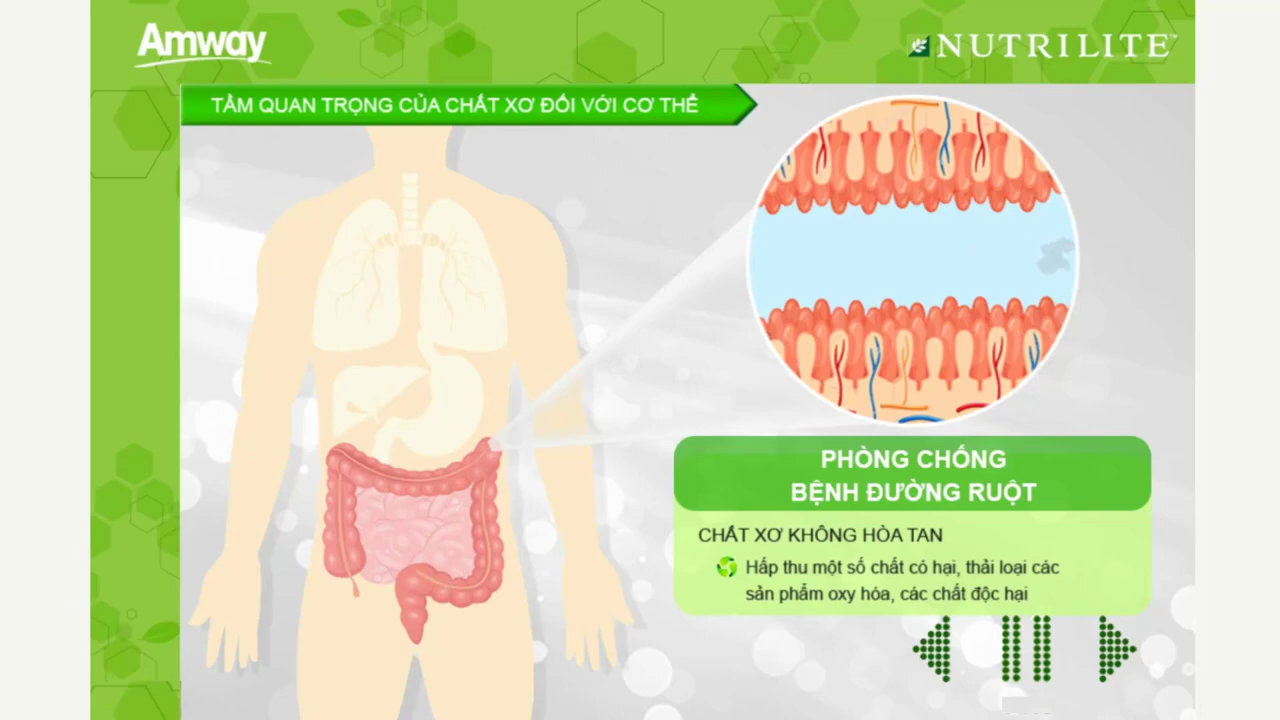 Amway
NUTRILITE™
TẦM QUAN TRỌNG CỦA CHẤT XƠ ĐỐI VỚI CƠ THỂ
PHÒNG CHỐNG
BỆNH ĐƯỜNG RUỘT
CHẤT XƠ KHÔNG HÒA TAN
Hấp thu một số chất có hại, thải loại các
sản phẩm oxy hóa, các chất độc hại